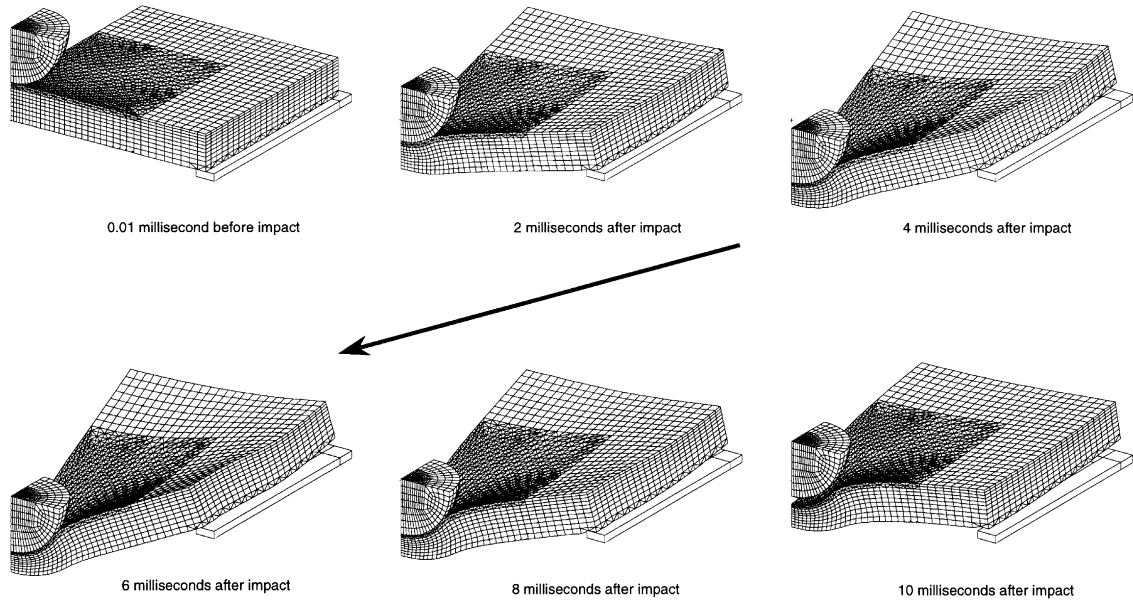 0.01 millisecond before impact
2 milliseconds after impact
4 milliseconds after impact
6 milliseconds after impact
8 milliseconds after impact
10 milliseconds after impact